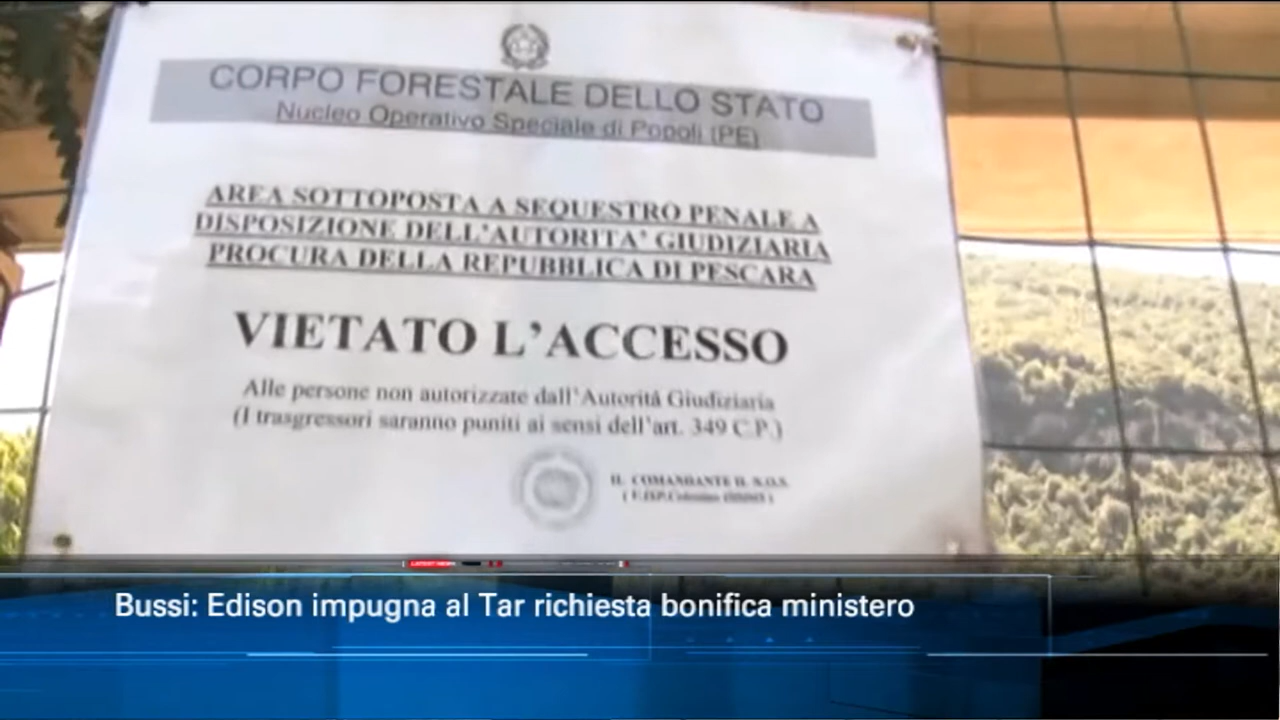 CORPO FORESTALE DELLO STATO
Nucleo Operativo Speciale di Popoli (PE)
AREA SOTTOPOSTA A SEQUESTRO PENALE A
DISPOSIZIONE DELL'AUTORITA' GIUDIZIARIA
PROCURA DELLA REPUBBLICA DI PESCARA
VIETATO L'ACCESSO
Alle persone non autorizzate dall'Autorità Giudiziaria
(I trasgressori saranno puniti ai sensi dell'art. 349 C.P.)
IL COMANDANTE IL N.O.S.
LATEST NEWS
Bussi: Edison impugna al Tar richiesta bonifica ministero